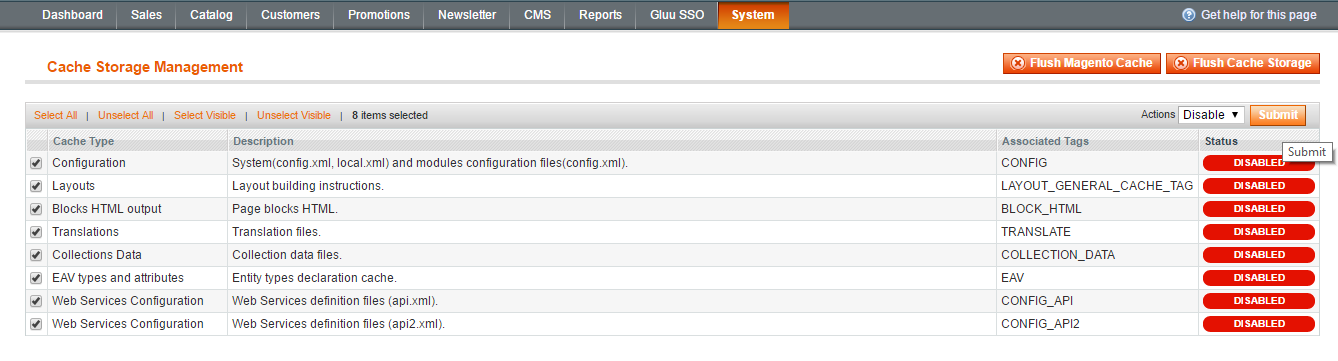 Dashboard Sales Catalog Customers Promotions Newsletter CMS Reports Gluu SSO System Get help for this page
Cache Storage Management Flush Magento Cache Flush Cache Storage
Select All | Unselect All | Select Visible | Unselect Visible | 8 items selected Actions Disable Submit
Cache Type Description Associated Tags Status
Submit
Configuration System(config.xml, local.xml) and modules configuration files(config.xml). CONFIG DISABLED
Layouts Layout building instructions. LAYOUT_GENERAL_CACHE_TAG DISABLED
Blocks HTML output Page blocks HTML. BLOCK_HTML DISABLED
Translations Translation files. TRANSLATE DISABLED
Collections Data Collection data files. COLLECTION_DATA DISABLED
EAV types and attributes Entity types declaration cache. EAV DISABLED
Web Services Configuration Web Services definition files (api.xml). CONFIG_API DISABLED
Web Services Configuration Web Services definition files (api2.xml). CONFIG_API2 DISABLED